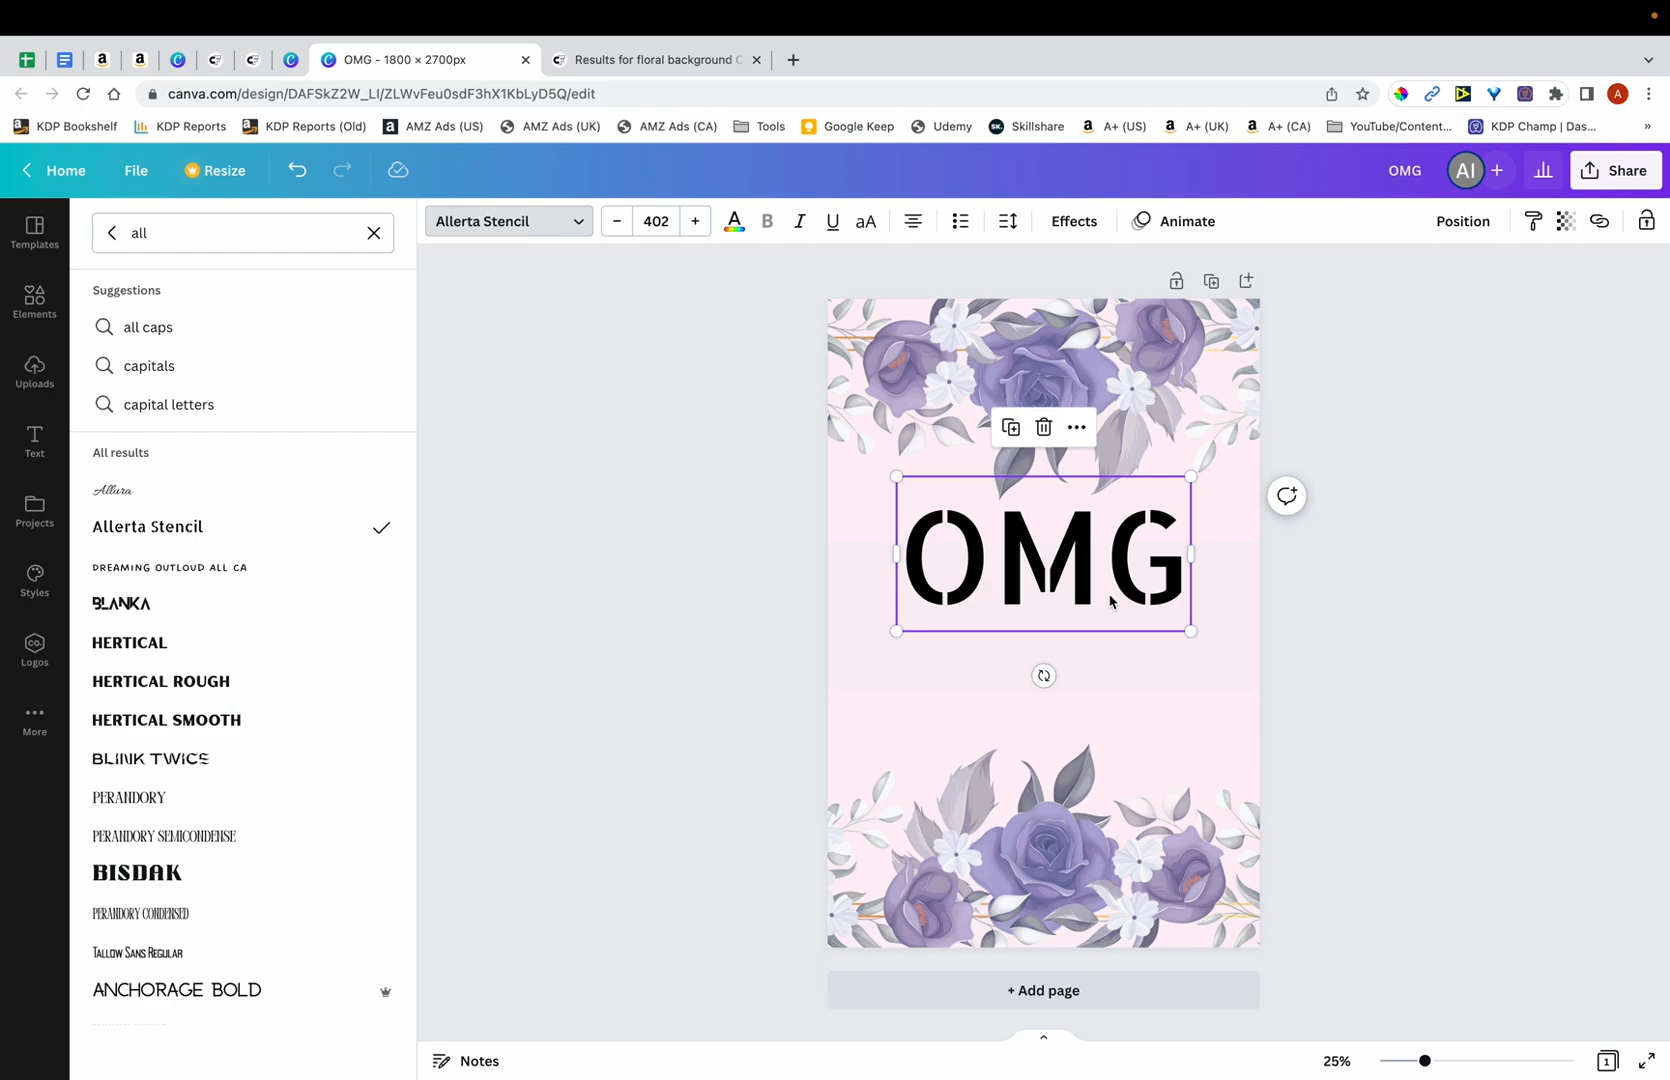 OMG - 1800 × 2700px
Results for floral background C
canva.com/design/DAFSkZ2W_LI/ZLWvFeu0sdF3hX1KbLyD5Q/edit
A
KDP Bookshelf
KDP Reports
KDP Reports (Old)
AMZ Ads (US)
AMZ Ads (UK)
AMZ Ads (CA)
Tools
Google Keep
Udemy
Skillshare
A+ (US)
A+ (UK)
A+ (CA)
YouTube/Content...
KDP Champ | Das...
»
Home
File
Resize
OMG
AI
Share
Templates
Elements
Uploads
Text
Projects
Styles
Logos
More
all
Suggestions
all caps
capitals
capital letters
All results
Allura
Allerta Stencil
DREAMING OUTLOUD ALL CA
BLANKA
HERTICAL
HERTICAL ROUGH
HERTICAL SMOOTH
BLINK TWICE
PERANDORY
PERANDORY SEMICONDENSE
BISDAK
PERANDORY CONDENSED
TALLOW SANS REGULAR
ANCHORAGE BOLD
Allerta Stencil
402
A
B
I
U
aA
Effects
Animate
Position
OMG
+ Add page
Notes
25%
1